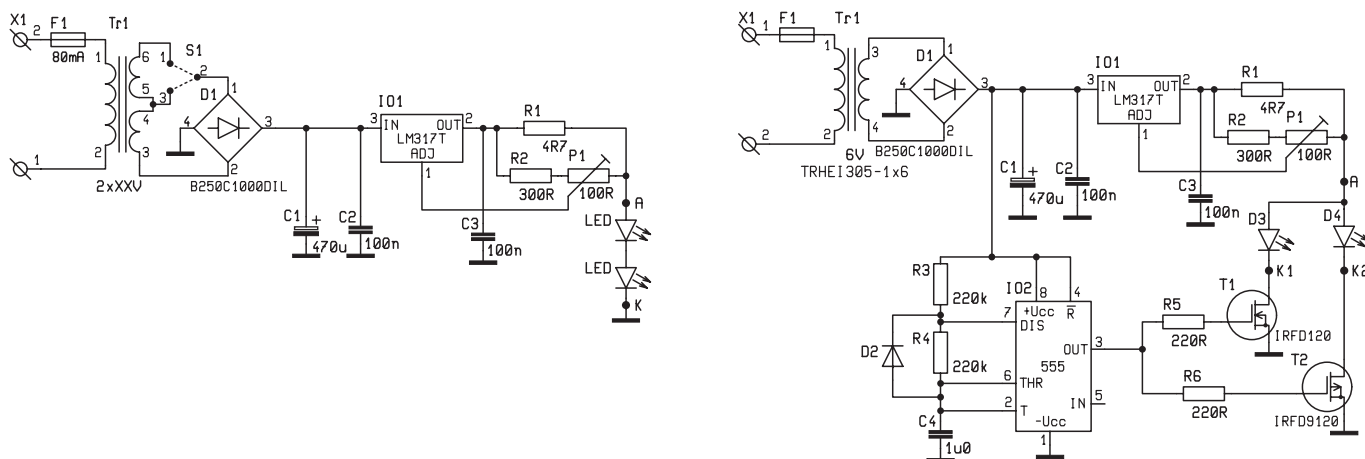 X1
2
F1
80mA
Tr1
1
2
6
5
4
3
1
3
S1
2
D1
1
4
3
2
1
2xXXV
B250C1000DIL
IO1
3
IN
OUT
2
LM317T
ADJ
1
R1
4R7
R2
300R
P1
100R
C1
+
470u
C2
100n
C3
100n
A
LED
LED
K
X1
1
F1
Tr1
1
2
3
4
2
6V
TRHEI305-1x6
D1
1
4
3
2
B250C1000DIL
IO1
3
IN
OUT
2
LM317T
ADJ
1
R1
4R7
R2
300R
P1
100R
C1
+
470u
C2
100n
C3
100n
A
D3
D4
K1
K2
R3
220k
IO2
8
4
+Ucc
R
7
DIS
R4
220k
D2
OUT
3
555
6
THR
2
T
IN
5
-Ucc
1
C4
1u0
R5
220R
T1
IRFD120
R6
220R
T2
IRFD9120